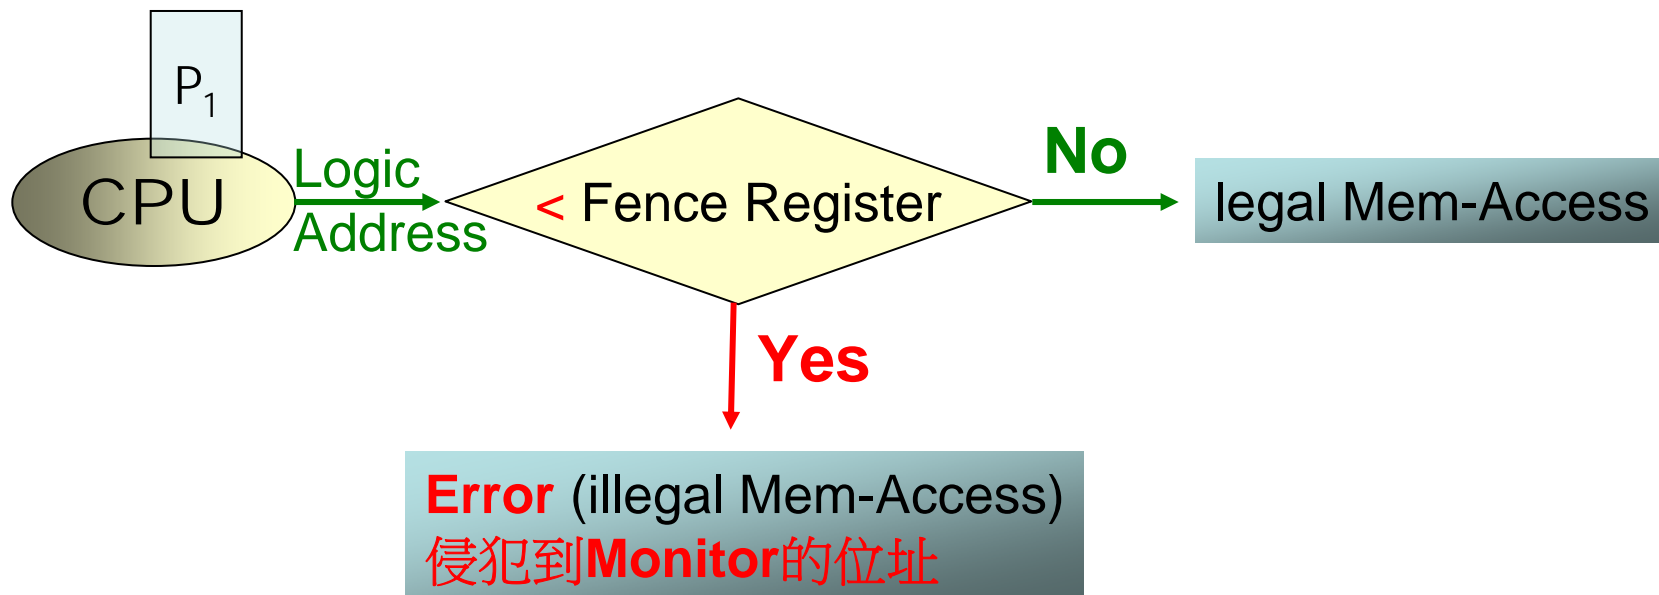 P₁
CPU
Logic
Address
< Fence Register
No
legal Mem-Access
Yes
Error (illegal Mem-Access)
侵犯到Monitor的位址